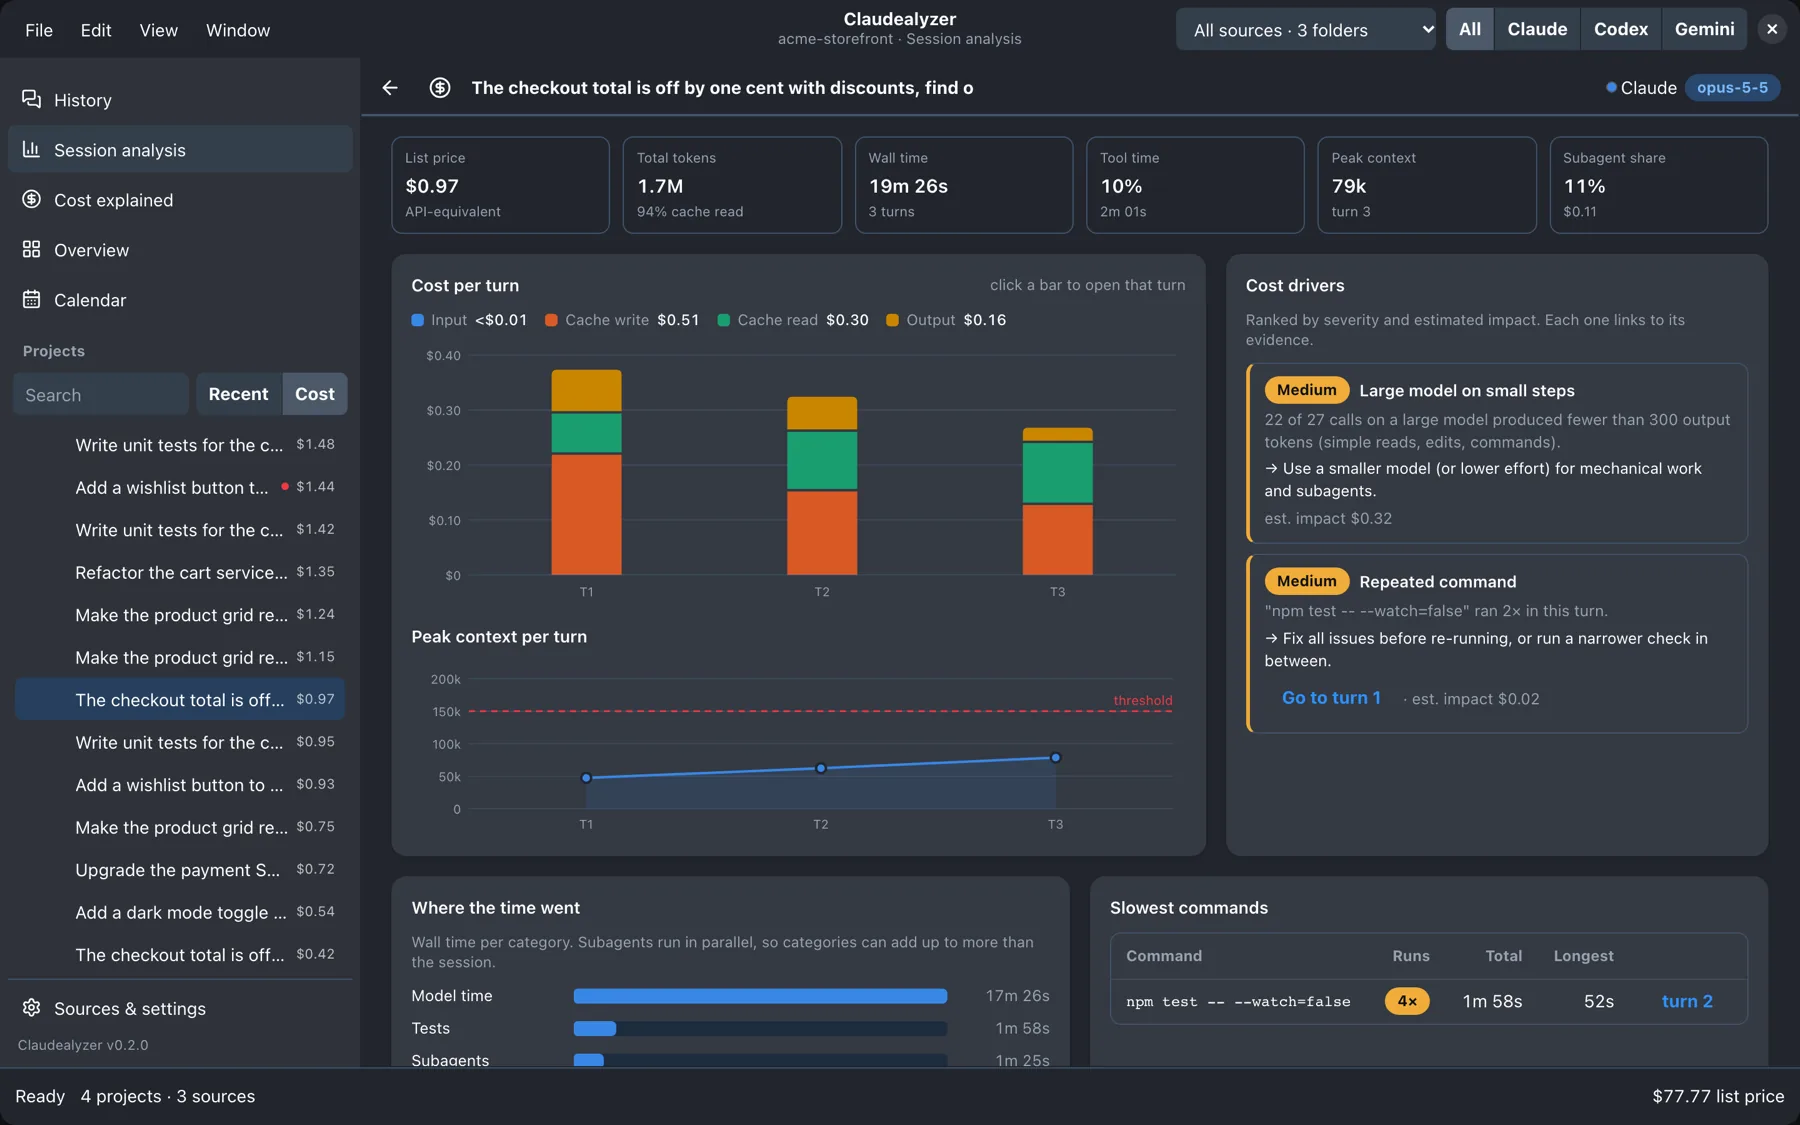 File Edit View Window
Claudealyzer
acme-storefront · Session analysis
All sources · 3 folders
All Claude Codex Gemini
History
Session analysis
Cost explained
Overview
Calendar
Projects
Search
Recent Cost
Write unit tests for the c... $1.48
Add a wishlist button t... $1.44
Write unit tests for the c... $1.42
Refactor the cart service... $1.35
Make the product grid re... $1.24
Make the product grid re... $1.15
The checkout total is off... $0.97
Write unit tests for the c... $0.95
Add a wishlist button to ... $0.93
Make the product grid re... $0.75
Upgrade the payment S... $0.72
Add a dark mode toggle ... $0.54
The checkout total is off... $0.42
Sources & settings
Claudealyzer v0.2.0
The checkout total is off by one cent with discounts, find o
Claude opus-5-5
List price
$0.97
API-equivalent
Total tokens
1.7M
94% cache read
Wall time
19m 26s
3 turns
Tool time
10%
2m 01s
Peak context
79k
turn 3
Subagent share
11%
$0.11
Cost per turn
click a bar to open that turn
Input <$0.01 Cache write $0.51 Cache read $0.30 Output $0.16
$0.40
$0.30
$0.20
$0.10
$0
T1 T2 T3
Peak context per turn
200k
threshold
150k
100k
50k
0
T1 T2 T3
Cost drivers
Ranked by severity and estimated impact. Each one links to its
evidence.
Medium Large model on small steps
22 of 27 calls on a large model produced fewer than 300 output
tokens (simple reads, edits, commands).
→ Use a smaller model (or lower effort) for mechanical work
and subagents.
est. impact $0.32
Medium Repeated command
"npm test -- --watch=false" ran 2× in this turn.
→ Fix all issues before re-running, or run a narrower check in
between.
Go to turn 1 · est. impact $0.02
Where the time went
Wall time per category. Subagents run in parallel, so categories can add up to more than
the session.
Model time 17m 26s
Tests 1m 58s
Subagents 1m 25s
Slowest commands
Command Runs Total Longest
npm test -- --watch=false 4× 1m 58s 52s turn 2
Ready 4 projects · 3 sources
$77.77 list price